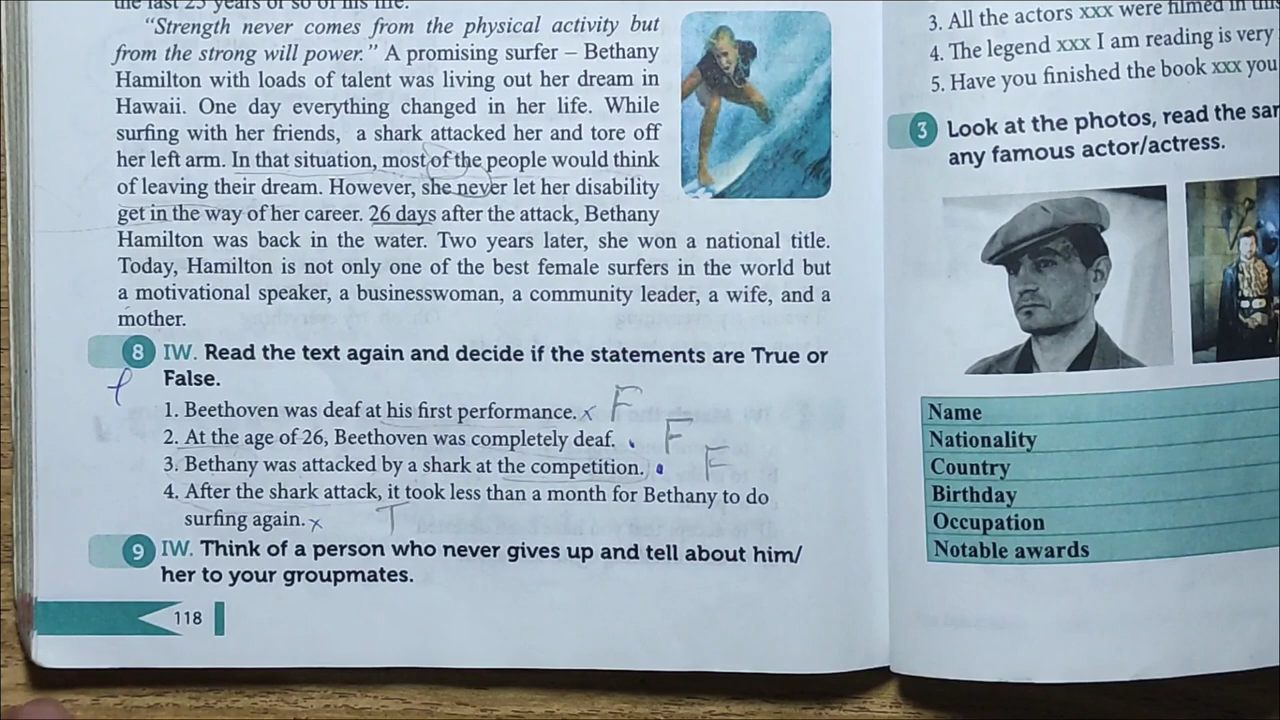 the last 25 years or so of his life.
“Strength never comes from the physical activity but
from the strong will power.” A promising surfer – Bethany
Hamilton with loads of talent was living out her dream in
Hawaii. One day everything changed in her life. While
surfing with her friends, a shark attacked her and tore off
her left arm. In that situation, most of the people would think
of leaving their dream. However, she never let her disability
get in the way of her career. 26 days after the attack, Bethany
Hamilton was back in the water. Two years later, she won a national title.
Today, Hamilton is not only one of the best female surfers in the world but
a motivational speaker, a businesswoman, a community leader, a wife, and a
mother.
8 IW. Read the text again and decide if the statements are True or
False.
1. Beethoven was deaf at his first performance. x F
2. At the age of 26, Beethoven was completely deaf. F
3. Bethany was attacked by a shark at the competition. F
4. After the shark attack, it took less than a month for Bethany to do
surfing again. x T
9 IW. Think of a person who never gives up and tell about him/
her to your groupmates.
118
3. All the actors xxx were filmed in
4. The legend xxx I am reading is very
5. Have you finished the book xxx you
3 Look at the photos, read the
any famous actor/actress.
Name
Nationality
Country
Birthday
Occupation
Notable awards